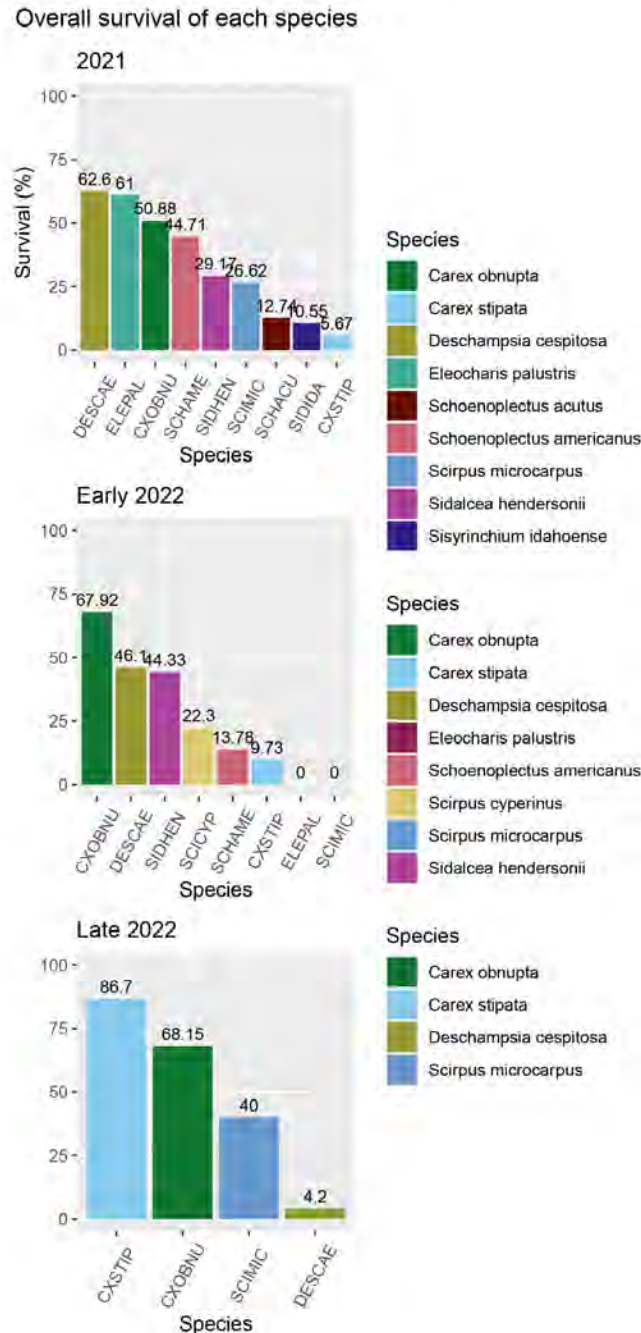 Overall survival of each species
2021
100
75
50
25
0
Survival (%)
62.6
61
50.88
44.71
29.17
26.62
12.74
10.55
5.67
DESCAE
ELEPAL
CXOBNU
SCHAME
SIDHEN
SCIMIC
SCHACU
SIDIDA
CXSTIP
Species
Species
Carex obnupta
Carex stipata
Deschampsia cespitosa
Eleocharis palustris
Schoenoplectus acutus
Schoenoplectus americanus
Scirpus microcarpus
Sidalcea hendersonii
Sisyrinchium idahoense
Early 2022
100
75
50
25
0
67.92
46.1
44.33
22.3
13.78
9.73
0
0
CXOBNU
DESCAE
SIDHEN
SCICYP
SCHAME
CXSTIP
ELEPAL
SCIMIC
Species
Species
Carex obnupta
Carex stipata
Deschampsia cespitosa
Eleocharis palustris
Schoenoplectus americanus
Scirpus cyperinus
Scirpus microcarpus
Sidalcea hendersonii
Late 2022
100
75
50
25
0
86.7
68.15
40
4.2
CXSTIP
CXOBNU
SCIMIC
DESCAE
Species
Species
Carex obnupta
Carex stipata
Deschampsia cespitosa
Scirpus microcarpus